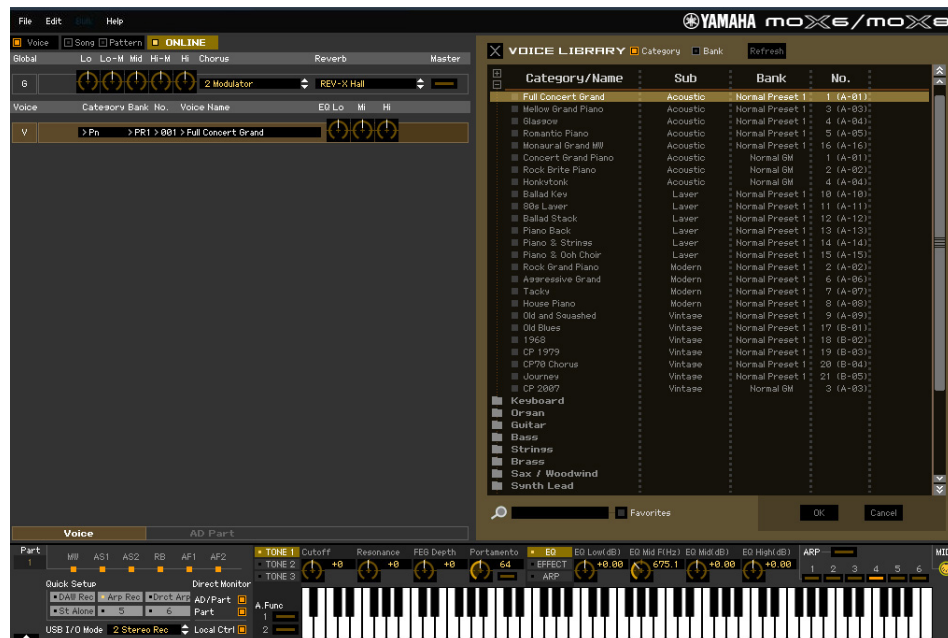 File Edit Help
YAMAHA MOX6/MOX8
Voice Song Pattern ONLINE
Global Lo Lo-M Mid Hi-M Hi Chorus Reverb Master
G 2 Modulator REV-X Hall
Voice Category Bank No. Voice Name EQ Lo Mi Hi
V >Pn >PR1 >001 >Full Concert Grand
Voice AD Part
VOICE LIBRARY Category Bank Refresh
Category/Name Sub Bank No.
Full Concert Grand Acoustic Normal Preset 1 1 (A-01)
Mellow Grand Piano Acoustic Normal Preset 1 3 (A-03)
Glasgow Acoustic Normal Preset 1 4 (A-04)
Romantic Piano Acoustic Normal Preset 1 5 (A-05)
Monaural Grand MW Acoustic Normal Preset 1 16 (A-16)
Concert Grand Piano Acoustic Normal GM 1 (A-01)
Rock Brite Piano Acoustic Normal GM 2 (A-02)
Honkytonk Acoustic Normal GM 4 (A-04)
Ballad Key Layer Normal Preset 1 10 (A-10)
80s Layer Layer Normal Preset 1 11 (A-11)
Ballad Stack Layer Normal Preset 1 12 (A-12)
Piano Back Layer Normal Preset 1 13 (A-13)
Piano & Strings Layer Normal Preset 1 14 (A-14)
Piano & Ooh Choir Layer Normal Preset 1 15 (A-15)
Rock Grand Piano Modern Normal Preset 1 2 (A-02)
Aggressive Grand Modern Normal Preset 1 6 (A-06)
Tacky Modern Normal Preset 1 7 (A-07)
House Piano Modern Normal Preset 1 8 (A-08)
Old and Squashed Vintage Normal Preset 1 9 (A-09)
Old Blues Vintage Normal Preset 1 17 (B-01)
1968 Vintage Normal Preset 1 18 (B-02)
CP 1979 Vintage Normal Preset 1 19 (B-03)
CP70 Chorus Vintage Normal Preset 1 20 (B-04)
Journey Vintage Normal Preset 1 21 (B-05)
CP 2007 Vintage Normal GM 3 (A-03)
Keyboard
Organ
Guitar
Bass
Strings
Brass
Sax / Woodwind
Synth Lead
Favorites OK Cancel
Part MW AS1 AS2 RB AF1 AF2 TONE 1 Cutoff Resonance FEG Depth Portamento EQ EQ Low(dB) EQ Mid F(Hz) EQ Mid(dB) EQ High(dB) ARP
1 TONE 2 +0 +0 +0 64 EFFECT +0.00 675.1 +0.00 +0.00 1 2 3 4 5 6
TONE 3 ARP
Quick Setup Direct Monitor
DAW Rec Arp Rec Drct Arp AD/Part
St Alone 5 6 Part
A.Func
1
USB I/O Mode 2 Stereo Rec Local Ctrl 2